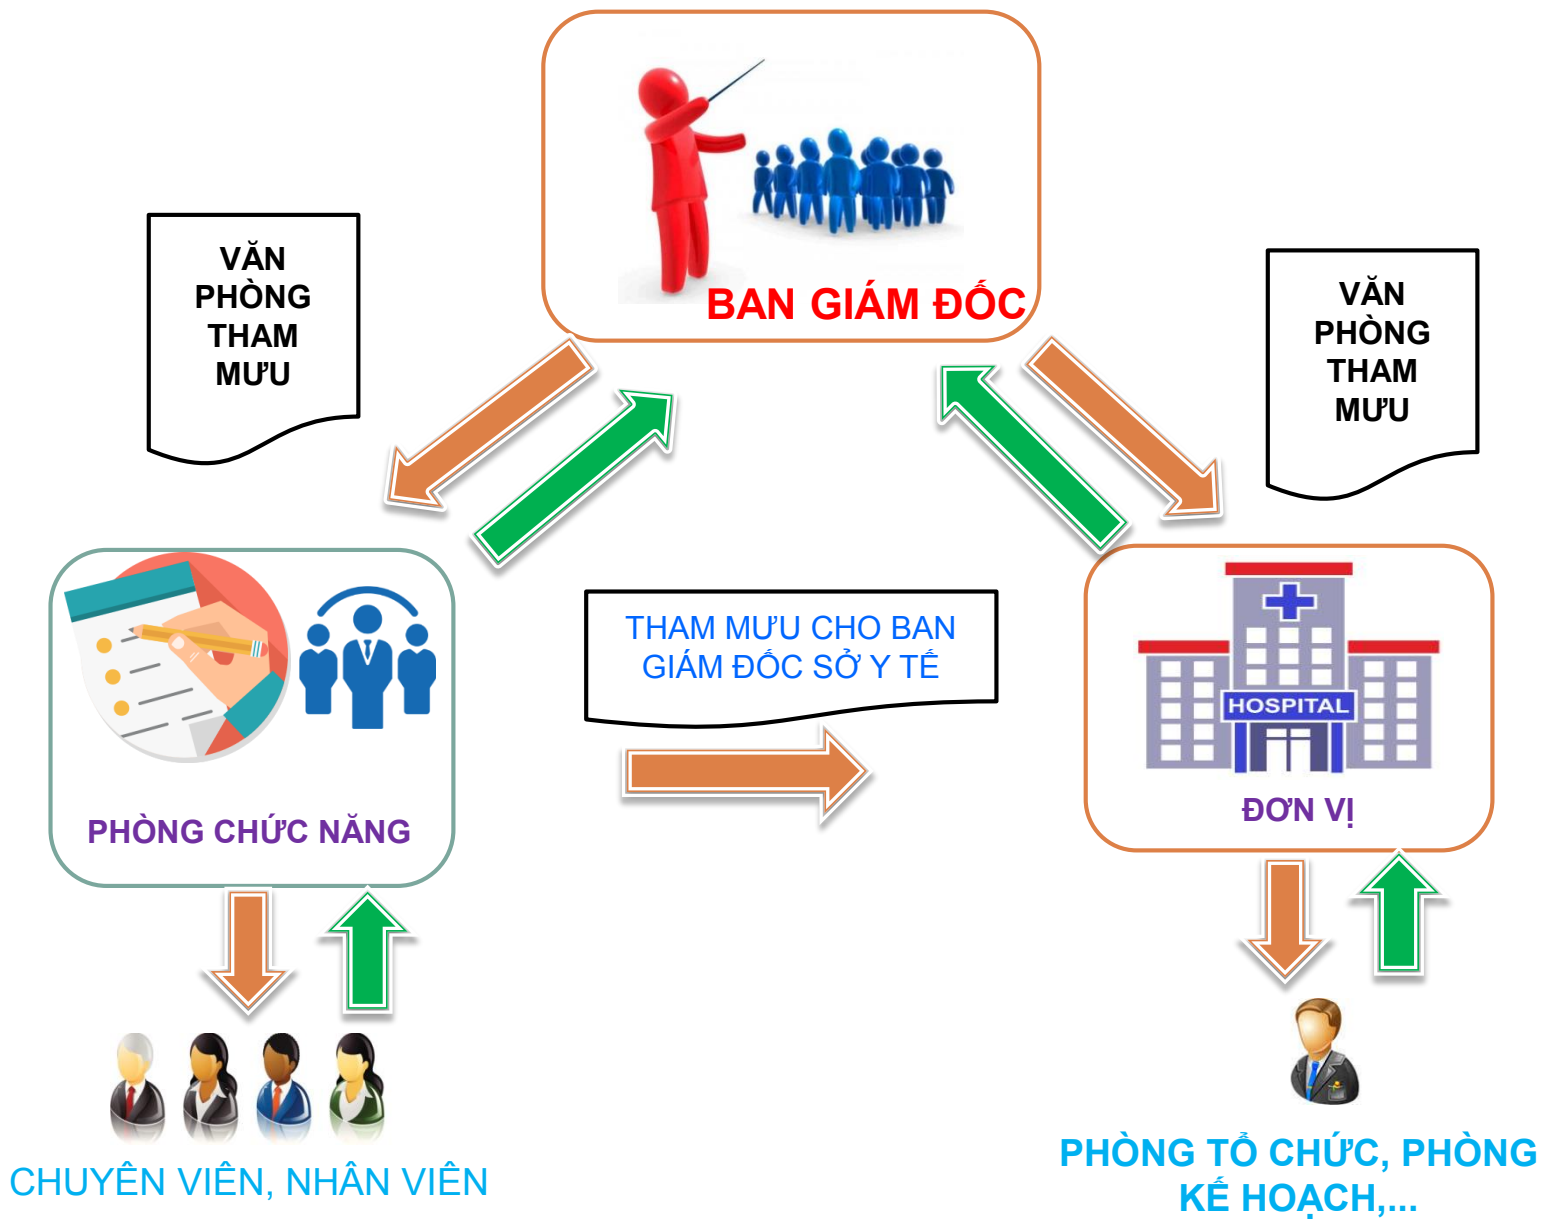 BAN GIÁM ĐỐC
VĂN
PHÒNG
THAM
MƯU
VĂN
PHÒNG
THAM
MƯU
THAM MƯU CHO BAN
GIÁM ĐỐC SỞ Y TẾ
HOSPITAL
PHÒNG CHỨC NĂNG
ĐƠN VỊ
CHUYÊN VIÊN, NHÂN VIÊN
PHÒNG TỔ CHỨC, PHÒNG
KẾ HOẠCH,...